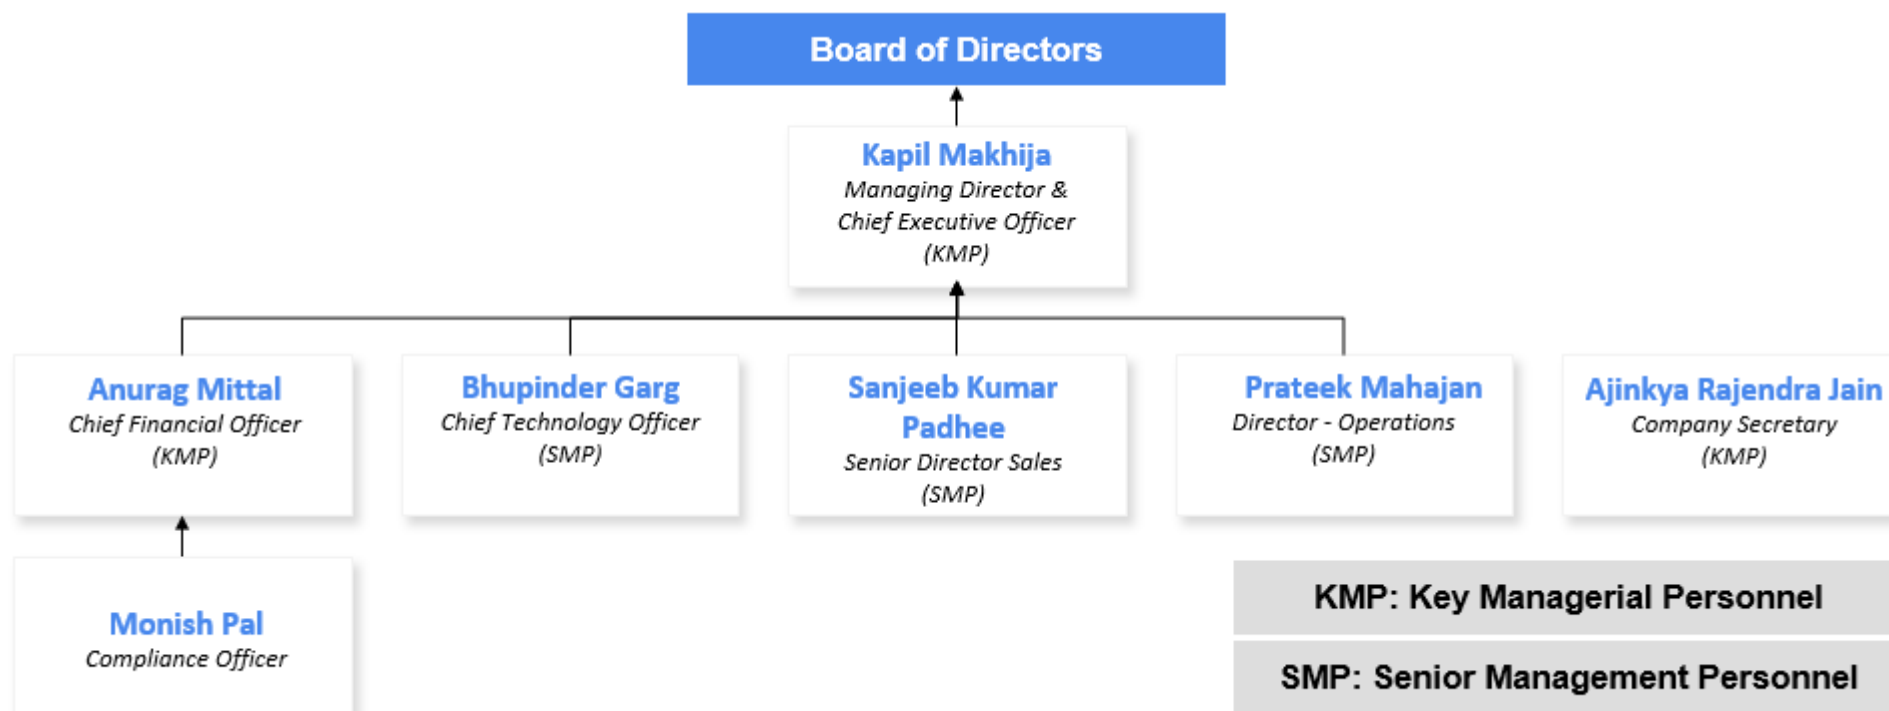 Board of Directors
Kapil Makhija
Managing Director &
Chief Executive Officer
(KMP)
Anurag Mittal
Chief Financial Officer
(KMP)
Bhupinder Garg
Chief Technology Officer
(SMP)
Sanjeeb Kumar
Padhee
Senior Director Sales
(SMP)
Prateek Mahajan
Director - Operations
(SMP)
Ajinkya Rajendra Jain
Company Secretary
(KMP)
Monish Pal
Compliance Officer
KMP: Key Managerial Personnel
SMP: Senior Management Personnel